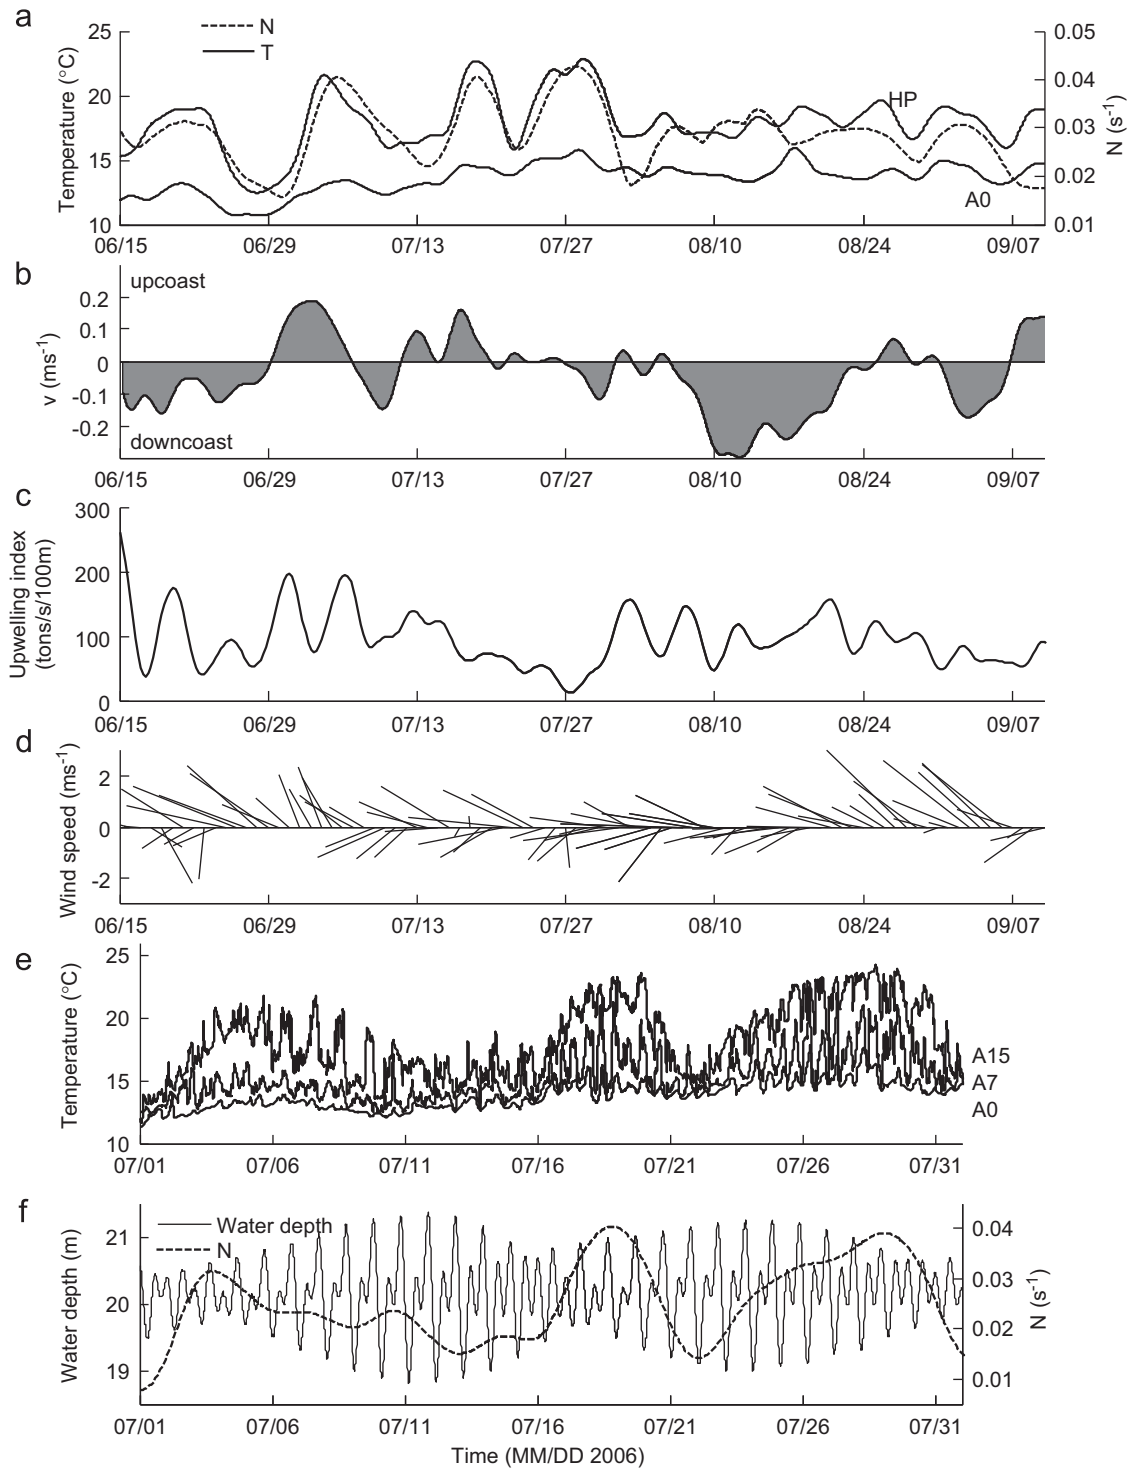 a
N
T
25
20
15
10
Temperature (°C)
0.05
0.04
0.03
0.02
0.01
N (s-1)
HP
A0
06/15 06/29 07/13 07/27 08/10 08/24 09/07
b
upcoast
0.2
0.1
0
-0.1
-0.2
v (ms-1)
downcoast
06/15 06/29 07/13 07/27 08/10 08/24 09/07
c
300
200
100
0
Upwelling index
(tons/s/100m)
06/15 06/29 07/13 07/27 08/10 08/24 09/07
d
2
0
-2
Wind speed (ms-1)
06/15 06/29 07/13 07/27 08/10 08/24 09/07
e
25
20
15
10
Temperature (°C)
A15
A7
A0
07/01 07/06 07/11 07/16 07/21 07/26 07/31
f
Water depth
N
21
20
19
Water depth (m)
0.04
0.03
0.02
0.01
N (s-1)
07/01 07/06 07/11 07/16 07/21 07/26 07/31
Time (MM/DD 2006)